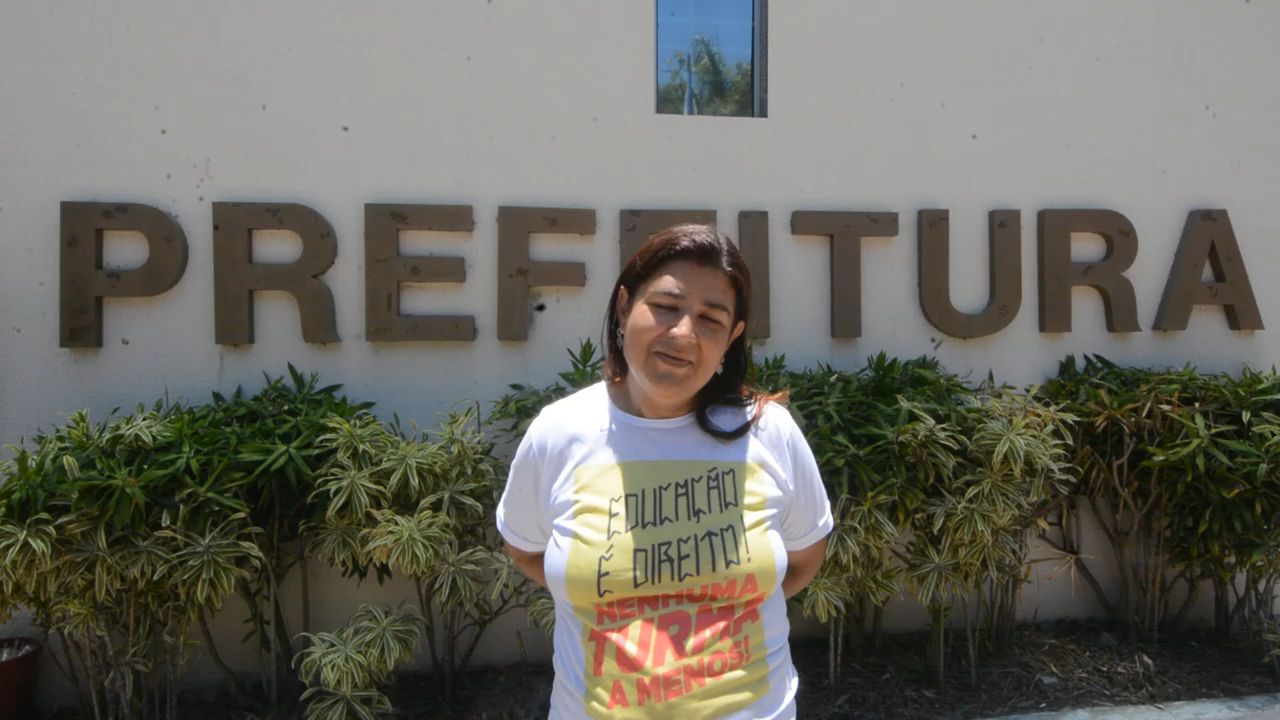 PREFEITURA
EDUCAÇÃO
É DIREITO!
NENHUMA
TURMA
A MENOS!